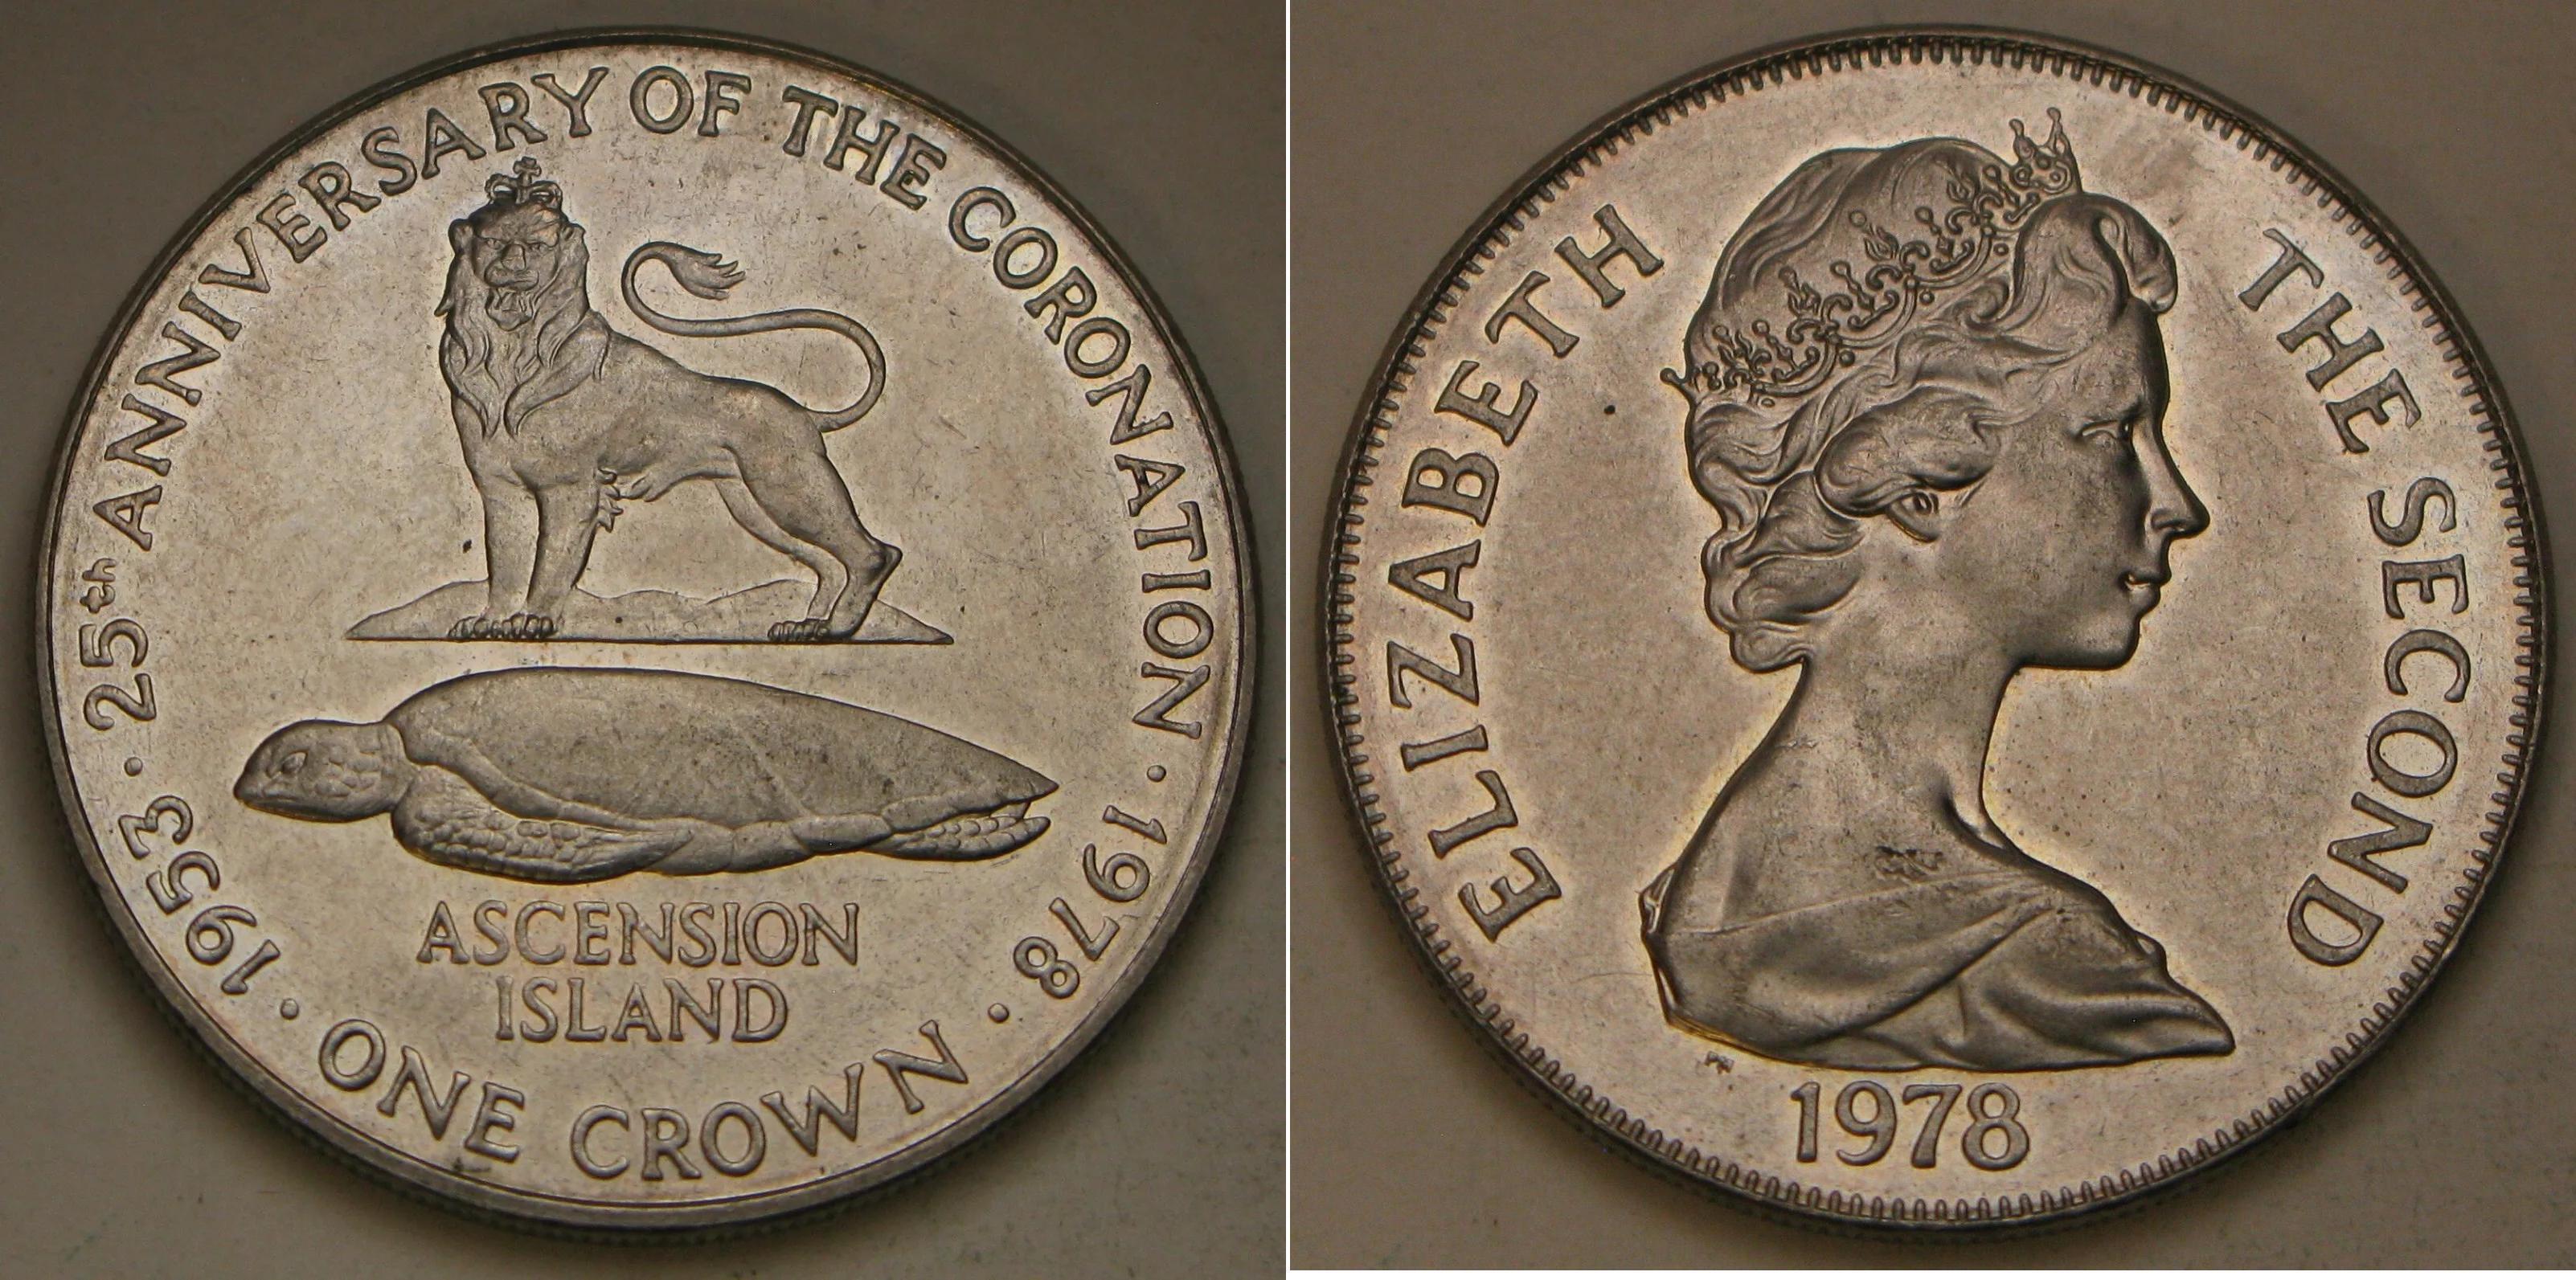 1953 · 25th ANNIVERSARY OF THE CORONATION · 1978
ASCENSION
ISLAND
· ONE CROWN ·
ELIZABETH THE SECOND
1978